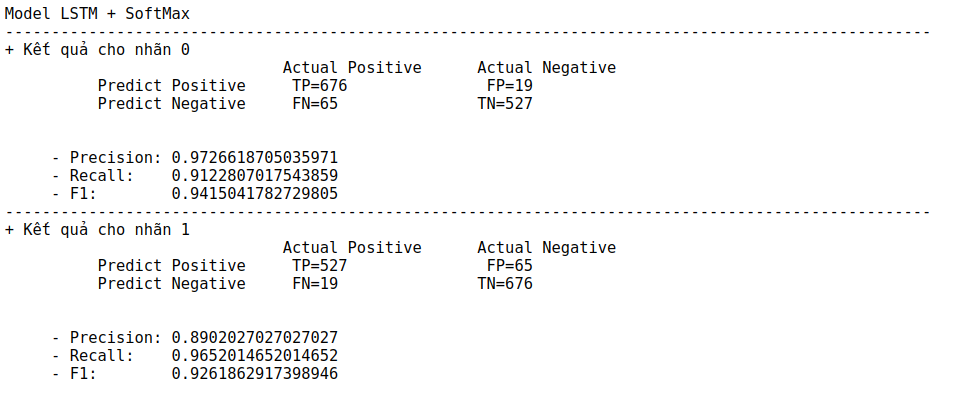 Model LSTM + SoftMax
----------------------------------------------------------------------------------------------------
+ Kết quả cho nhãn 0
                              Actual Positive      Actual Negative
          Predict Positive     TP=676               FP=19
          Predict Negative     FN=65               TN=527
     - Precision: 0.9726618705035971
     - Recall:    0.9122807017543859
     - F1:        0.9415041782729805
----------------------------------------------------------------------------------------------------
+ Kết quả cho nhãn 1
                              Actual Positive      Actual Negative
          Predict Positive     TP=527               FP=65
          Predict Negative     FN=19               TN=676
     - Precision: 0.8902027027027027
     - Recall:    0.9652014652014652
     - F1:        0.9261862917398946